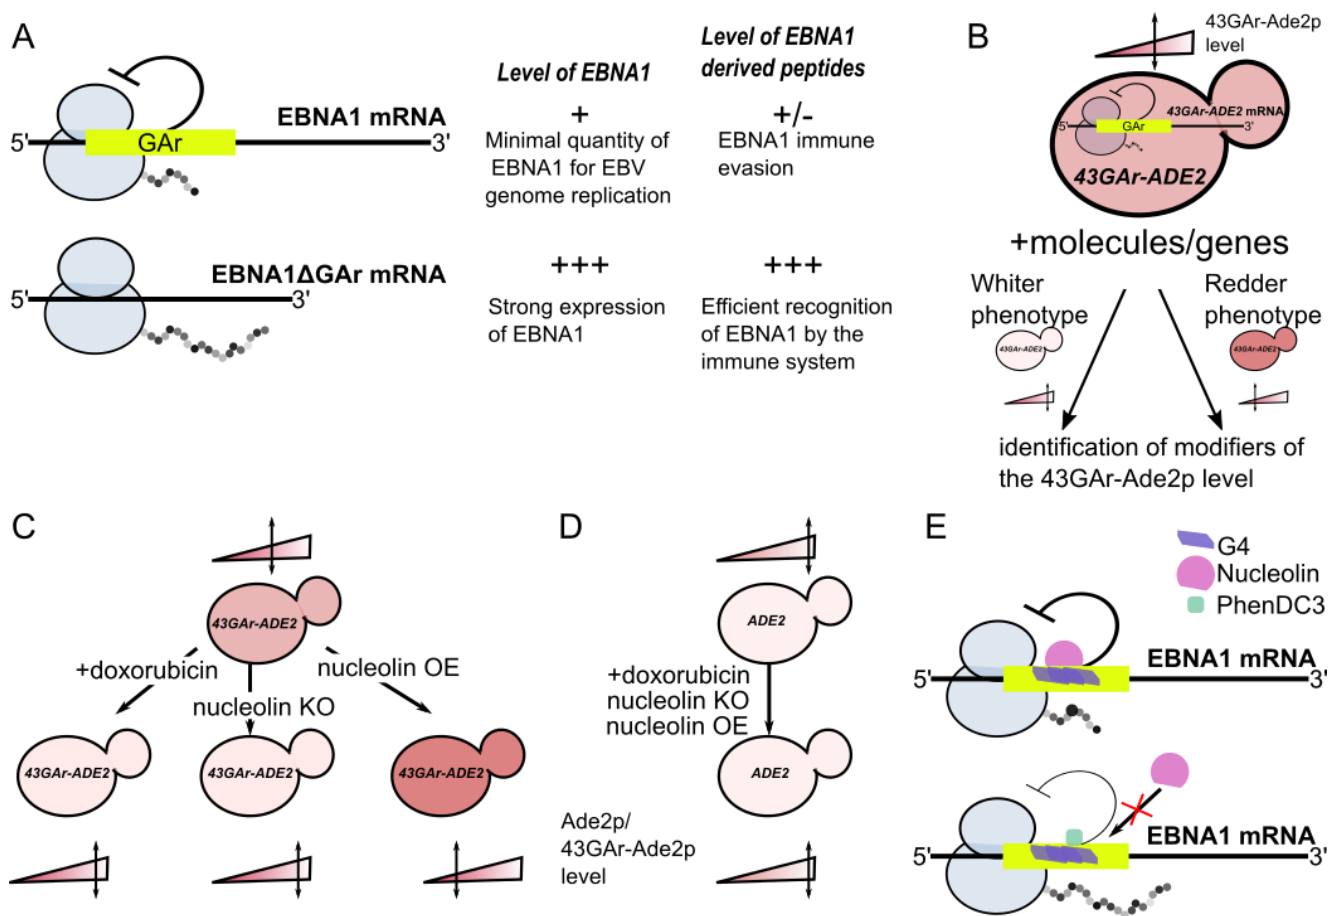 A
Level of EBNA1
Level of EBNA1
derived peptides
EBNA1 mRNA
5'
GAr
3'
+
Minimal quantity of
EBNA1 for EBV
genome replication
+/-
EBNA1 immune
evasion
EBNA1ΔGAr mRNA
5'
3'
+++
Strong expression
of EBNA1
+++
Efficient recognition
of EBNA1 by the
immune system
B
43GAr-Ade2p
level
43GAr-ADE2 mRNA
5'
GAr
3'
43GAr-ADE2
+molecules/genes
Whiter
phenotype
43GAr-ADE2
Redder
phenotype
43GAr-ADE2
identification of modifiers of
the 43GAr-Ade2p level
C
43GAr-ADE2
+doxorubicin
nucleolin KO
nucleolin OE
43GAr-ADE2
43GAr-ADE2
43GAr-ADE2
D
ADE2
+doxorubicin
nucleolin KO
nucleolin OE
ADE2
Ade2p/
43GAr-Ade2p
level
E
G4
Nucleolin
PhenDC3
EBNA1 mRNA
5'
3'
EBNA1 mRNA
5'
3'